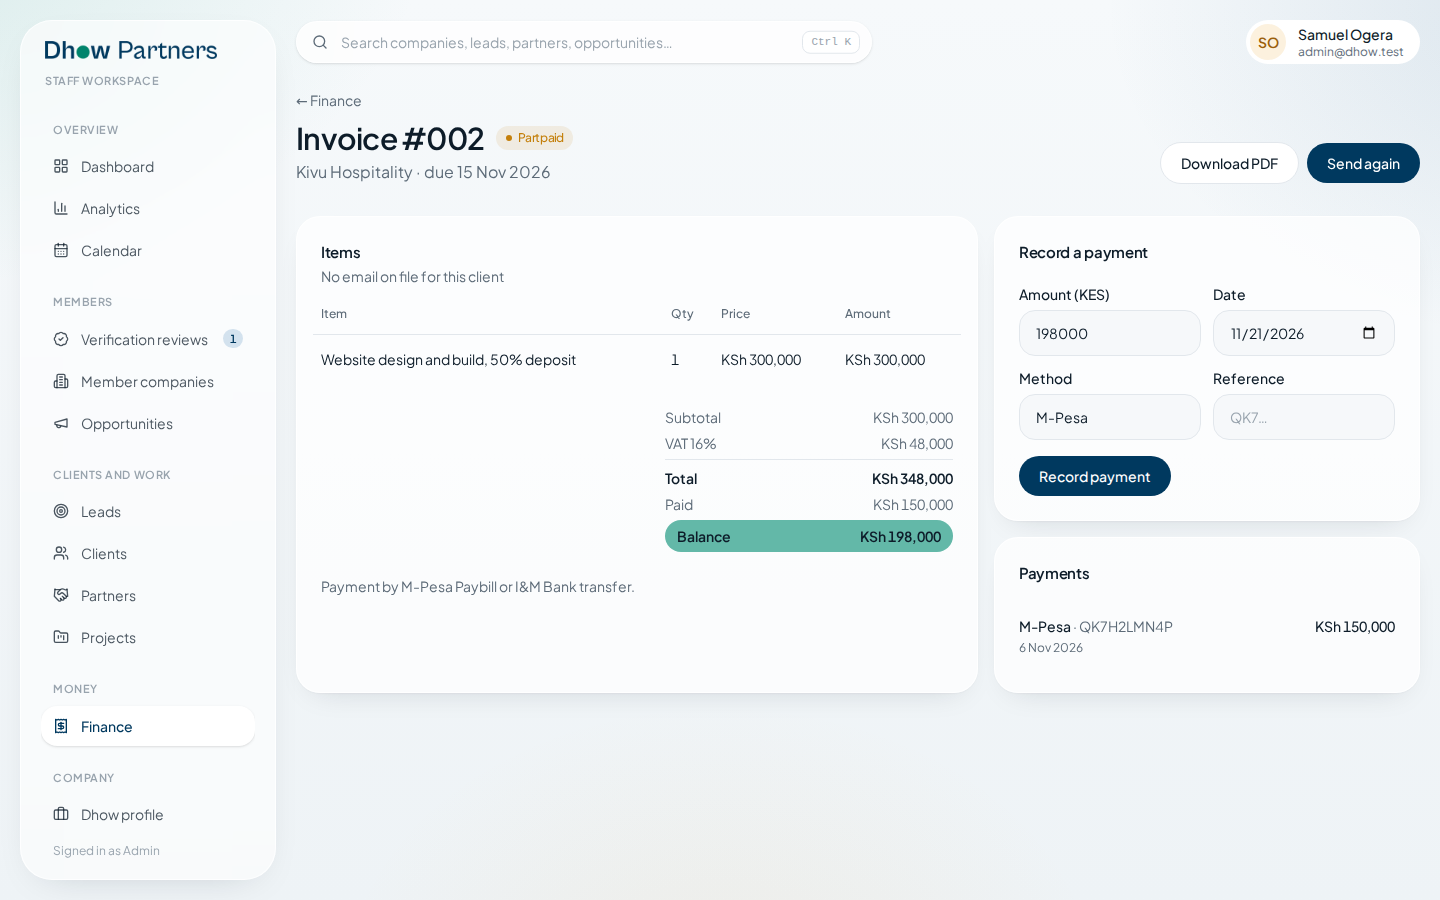 Dhow Partners
STAFF WORKSPACE
OVERVIEW
Dashboard
Analytics
Calendar
MEMBERS
Verification reviews 1
Member companies
Opportunities
CLIENTS AND WORK
Leads
Clients
Partners
Projects
MONEY
Finance
COMPANY
Dhow profile
Signed in as Admin
Search companies, leads, partners, opportunities... Ctrl K
SO
Samuel Ogera
admin@dhow.test
← Finance
Invoice #002 Part paid
Kivu Hospitality · due 15 Nov 2026
Download PDF Send again
Items
No email on file for this client
Item Qty Price Amount
Website design and build, 50% deposit 1 KSh 300,000 KSh 300,000
Subtotal KSh 300,000
VAT 16% KSh 48,000
Total KSh 348,000
Paid KSh 150,000
Balance KSh 198,000
Payment by M-Pesa Paybill or I&M Bank transfer.
Record a payment
Amount (KES) Date
198000 11/21/2026
Method Reference
M-Pesa QK7...
Record payment
Payments
M-Pesa · QK7H2LMN4P KSh 150,000
6 Nov 2026